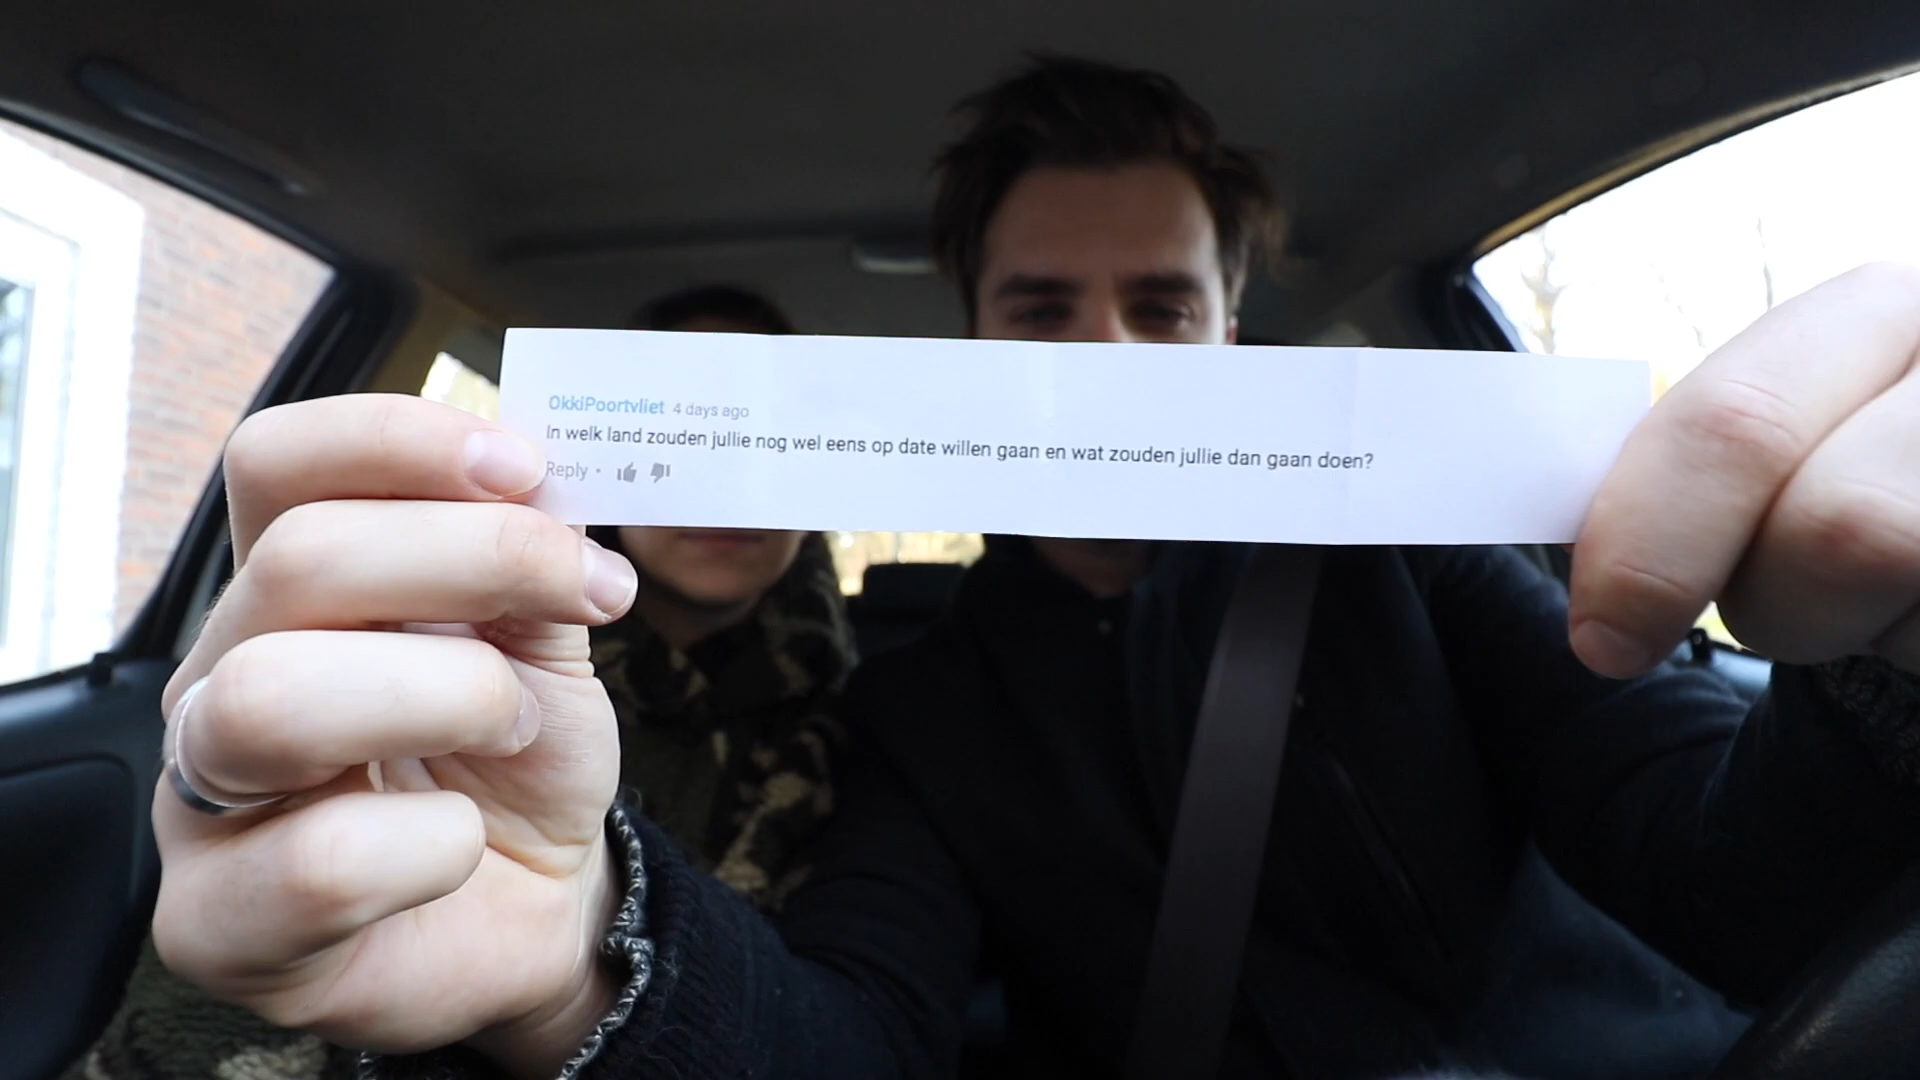 OkkiPoortvliet 4 days ago
In welk land zouden jullie nog wel eens op date willen gaan en wat zouden jullie dan gaan doen?
Reply •